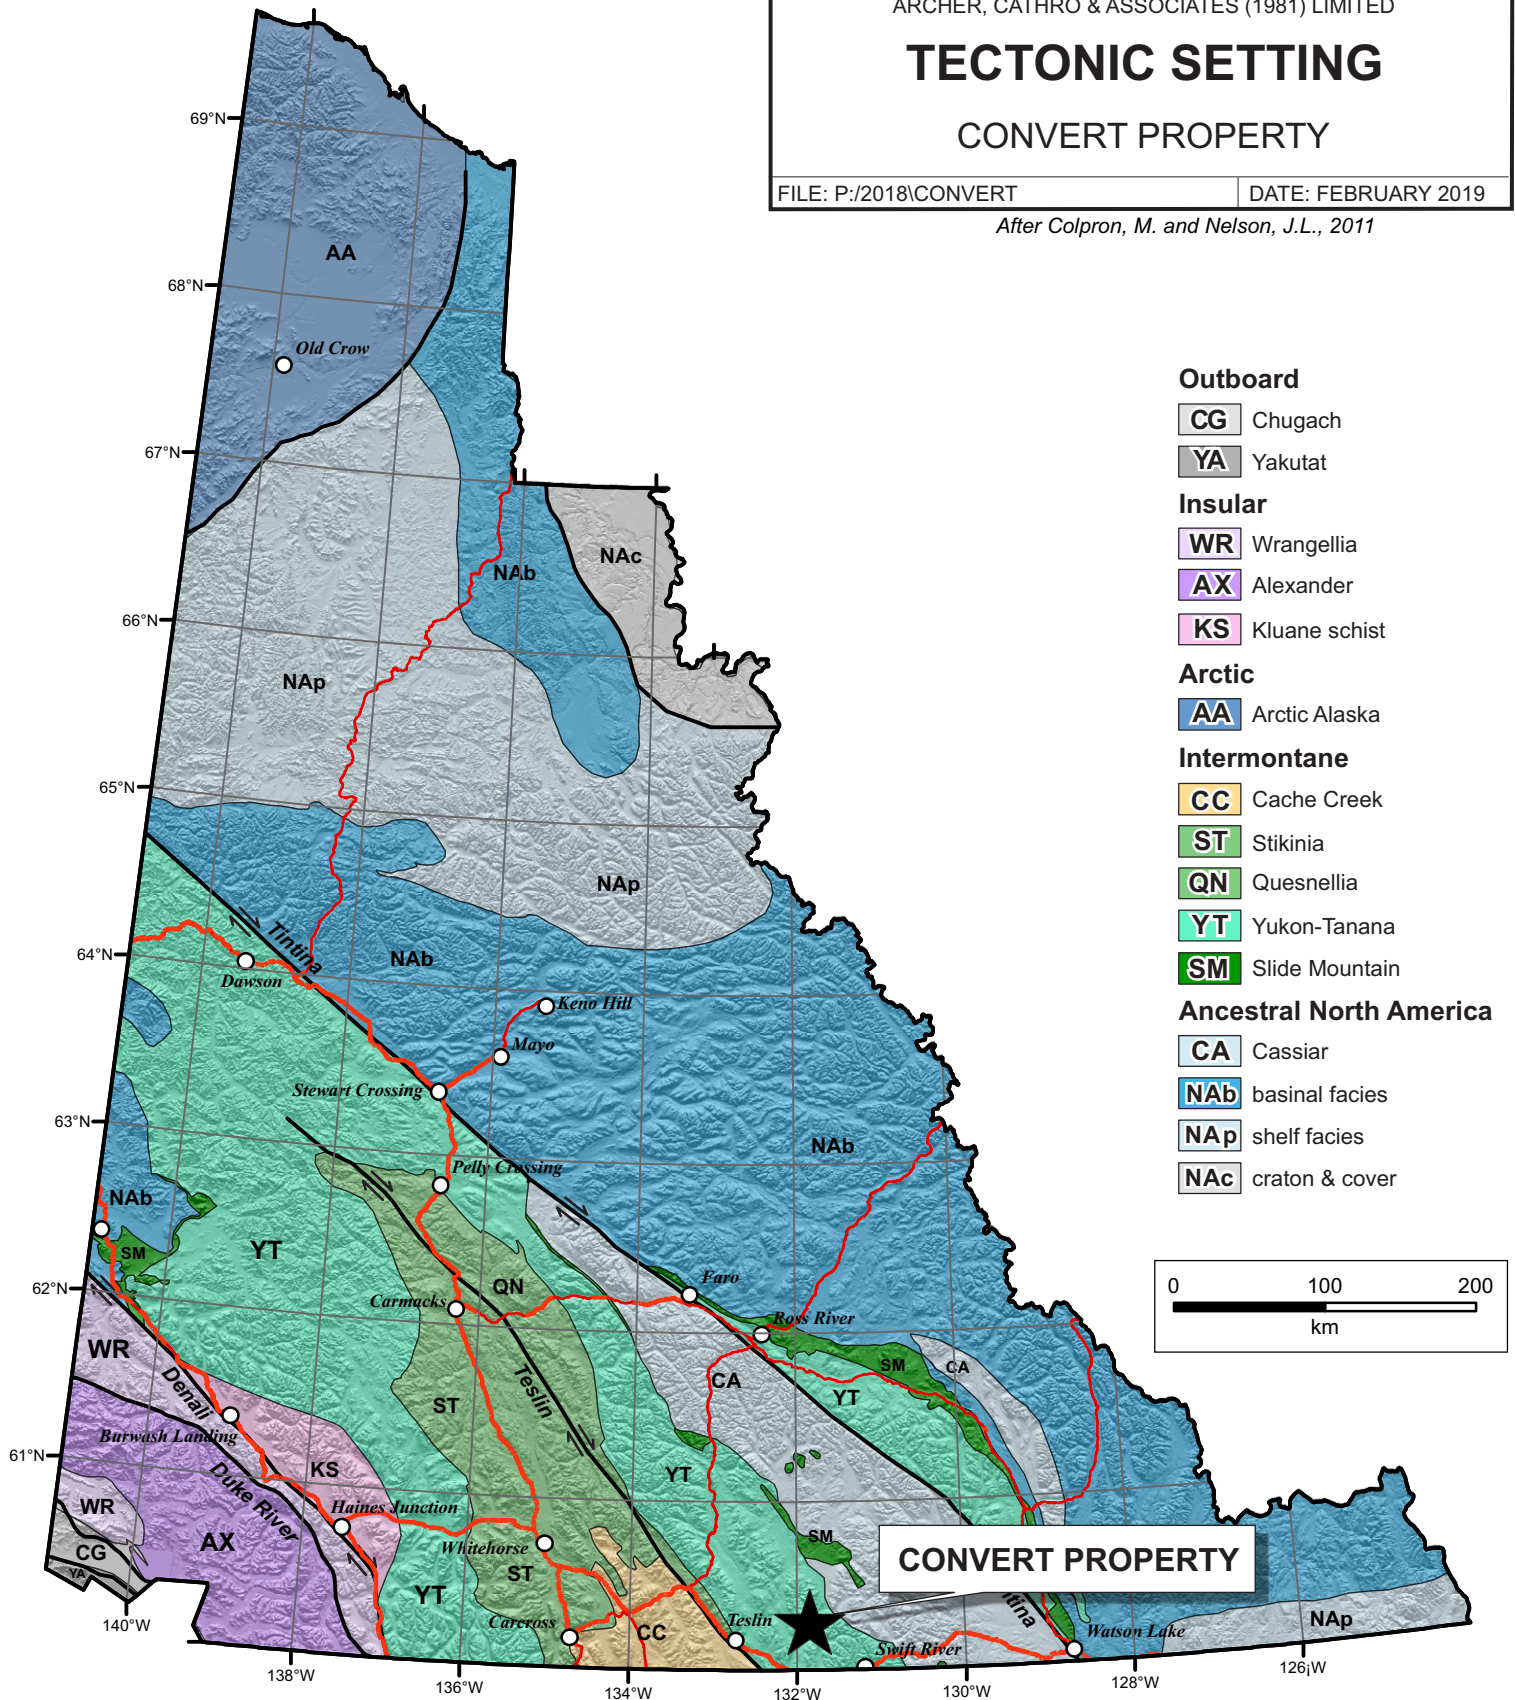 ARCHER, CATHRO & ASSOCIATES (1981) LIMITED
TECTONIC SETTING
CONVERT PROPERTY
FILE: P:/2018\CONVERT
DATE: FEBRUARY 2019
After Colpron, M. and Nelson, J.L., 2011
69°N
AA
68°N
Old Crow
67°N
NAc
NAb
66°N
NAp
65°N
NAp
Tintina
NAb
64°N
Dawson
Keno Hill
Mayo
Stewart Crossing
63°N
NAb
Pelly Crossing
NAb
SM
YT
62°N
Faro
QN
Carmacks
Ross River
WR
SM
CA
CA
Denali
Teslin
YT
ST
Burwash Landing
61°N
KS
Duke River
YT
WR
Haines Junction
SM
AX
Whitehorse
CG
YA
ST
CONVERT PROPERTY
YT
ntina
Carcross
Teslin
CC
Swift River
Watson Lake
NAp
140°W
138°W
136°W
134°W
132°W
130°W
128°W
126¡W
Outboard
CG Chugach
YA Yakutat
Insular
WR Wrangellia
AX Alexander
KS Kluane schist
Arctic
AA Arctic Alaska
Intermontane
CC Cache Creek
ST Stikinia
QN Quesnellia
YT Yukon-Tanana
SM Slide Mountain
Ancestral North America
CA Cassiar
NAb basinal facies
NAp shelf facies
NAc craton & cover
0 100 200
km